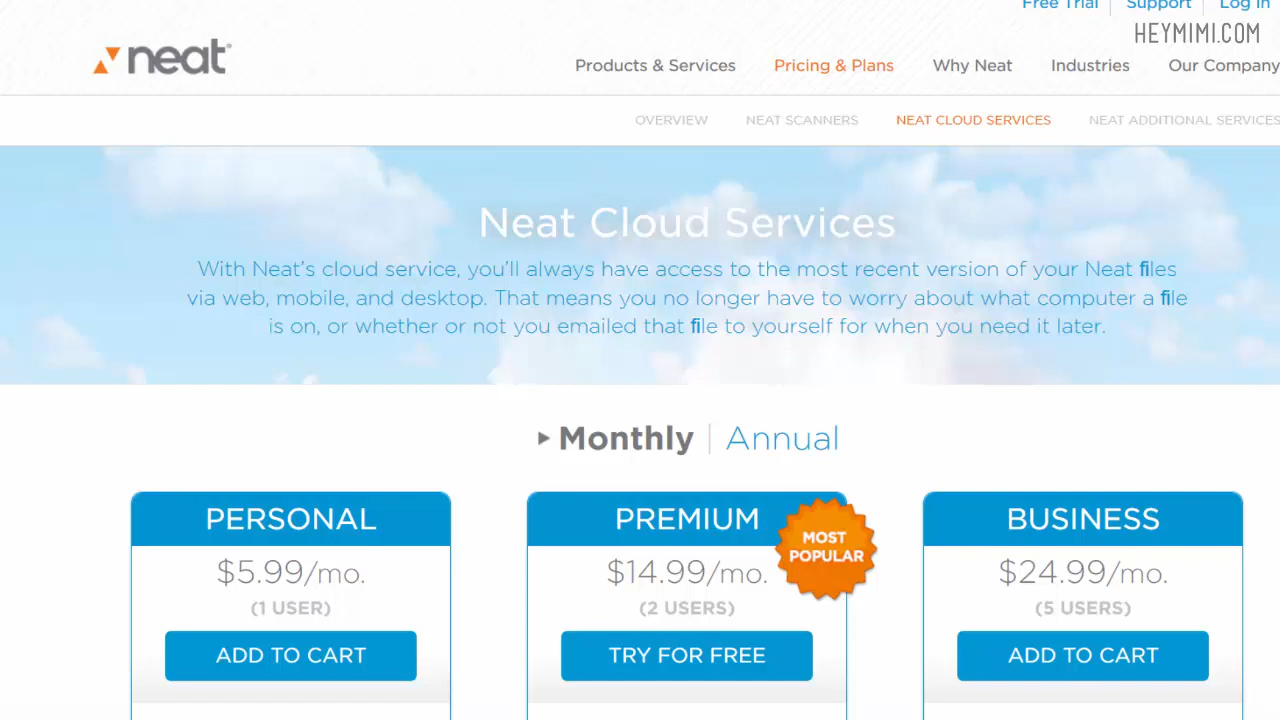 Free Trial Support Log In
HEYMIMI.COM
neat®
Products & Services Pricing & Plans Why Neat Industries Our Company
OVERVIEW NEAT SCANNERS NEAT CLOUD SERVICES NEAT ADDITIONAL SERVICES
Neat Cloud Services
With Neat's cloud service, you'll always have access to the most recent version of your Neat files
via web, mobile, and desktop. That means you no longer have to worry about what computer a file
is on, or whether or not you emailed that file to yourself for when you need it later.
Monthly | Annual
PERSONAL
$5.99/mo.
(1 USER)
ADD TO CART
PREMIUM
MOST
POPULAR
$14.99/mo.
(2 USERS)
TRY FOR FREE
BUSINESS
$24.99/mo.
(5 USERS)
ADD TO CART